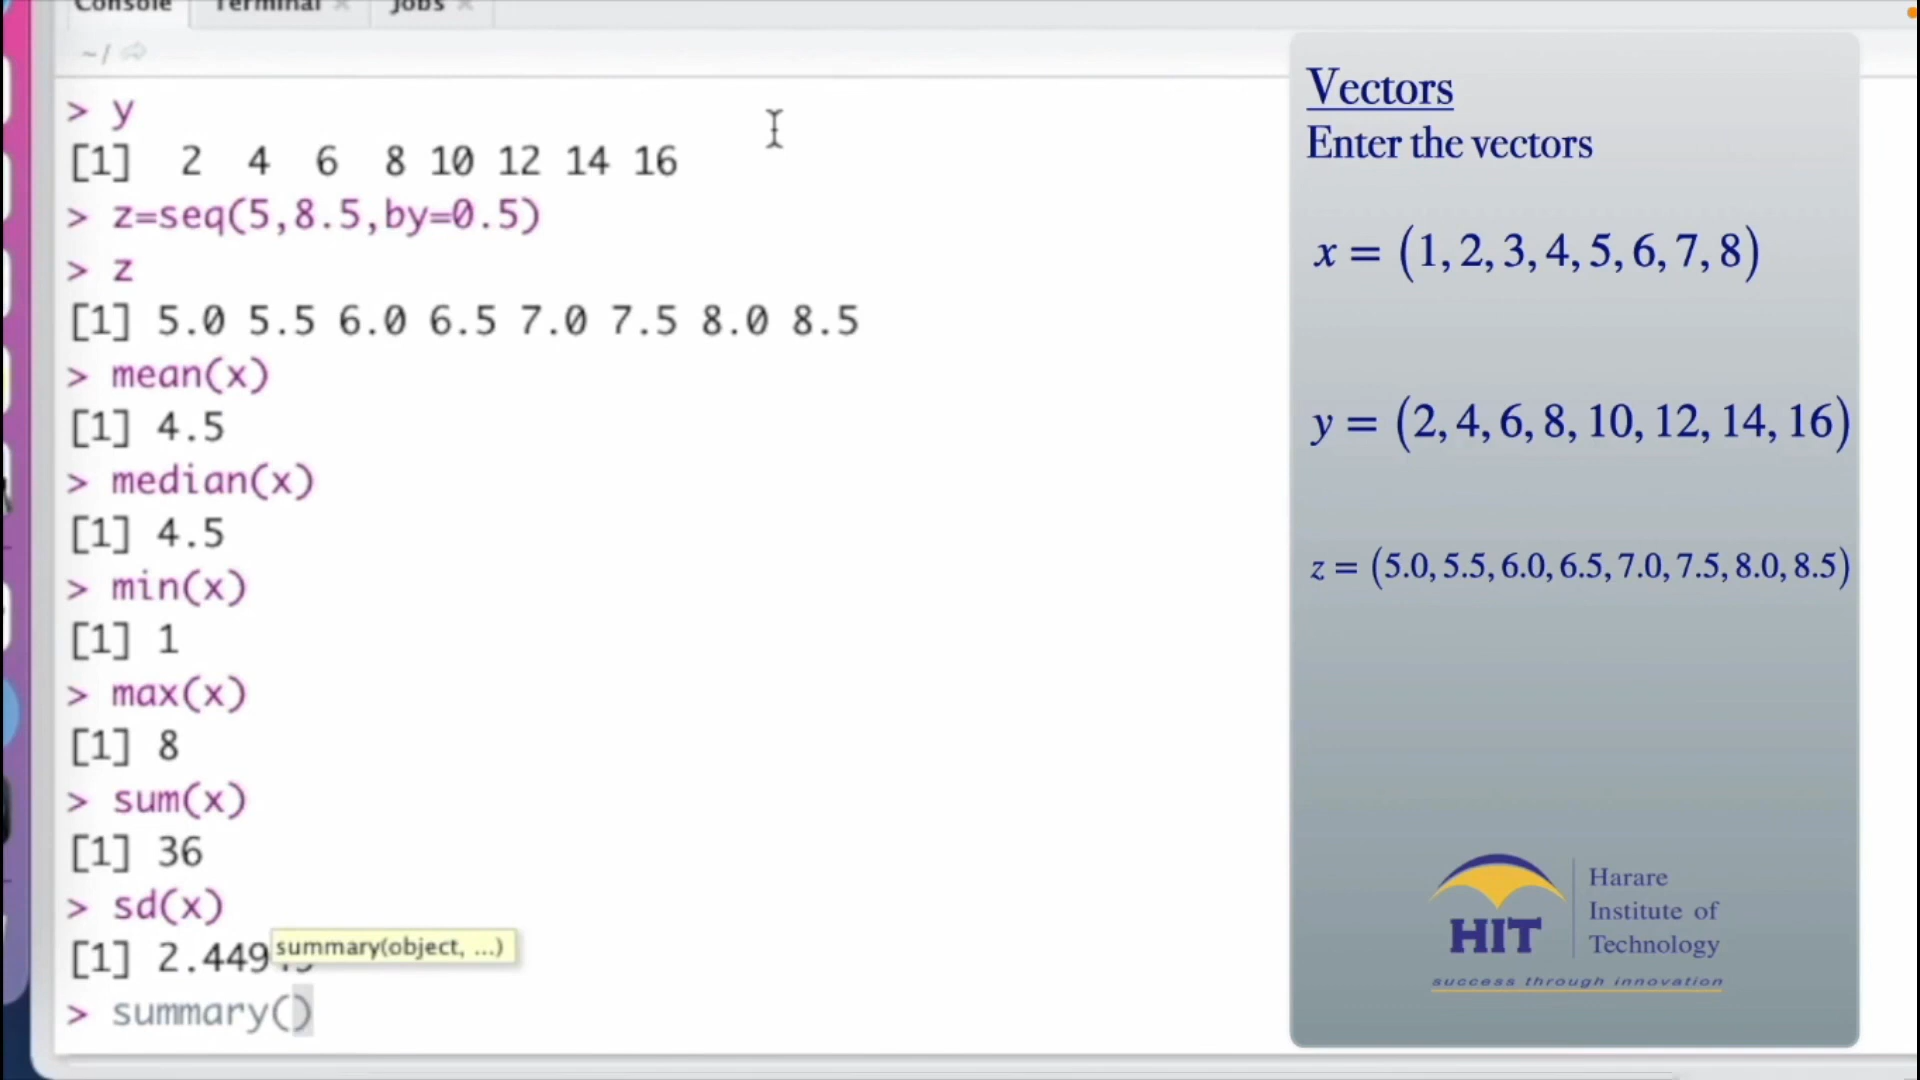 Console Terminal × Jobs ×
~/
> y
[1] 2 4 6 8 10 12 14 16
> z=seq(5,8.5,by=0.5)
> z
[1] 5.0 5.5 6.0 6.5 7.0 7.5 8.0 8.5
> mean(x)
[1] 4.5
> median(x)
[1] 4.5
> min(x)
[1] 1
> max(x)
[1] 8
> sum(x)
[1] 36
> sd(x)
[1] 2.449
summary(object, ...)
> summary()
Vectors
Enter the vectors
x = (1, 2, 3, 4, 5, 6, 7, 8)
y = (2, 4, 6, 8, 10, 12, 14, 16)
z = (5.0, 5.5, 6.0, 6.5, 7.0, 7.5, 8.0, 8.5)
HIT
Harare
Institute of
Technology
success through innovation